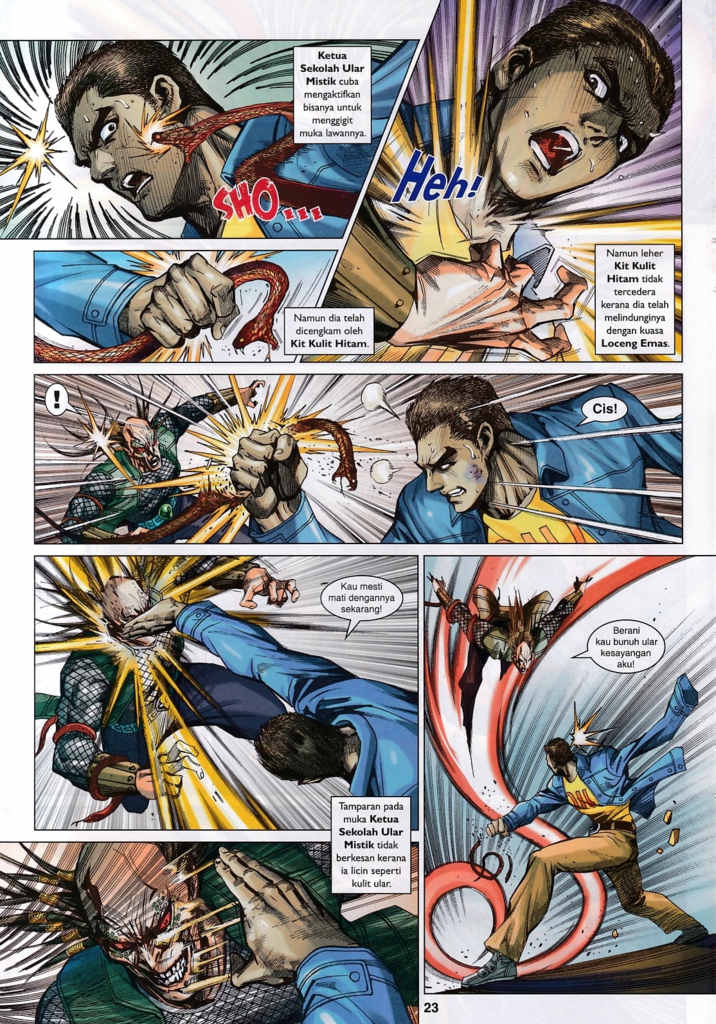 Ketua
Sekolah Ular
Mistik cuba
mengaktifkan
bisanya untuk
menggigit
muka lawannya.
SHO...
Heh!
Namun leher
Kit Kulit
Hitam tidak
tercedera
kerana dia telah
melindunginya
dengan kuasa
Loceng Emas.
Namun dia telah
dicengkam oleh
Kit Kulit Hitam.
!
Cis!
Kau mesti
mati dengannya
sekarang!
Berani
kau bunuh ular
kesayangan
aku!
Tamparan pada
muka Ketua
Sekolah Ular
Mistik tidak
berkesan kerana
ia licin seperti
kulit ular.
23